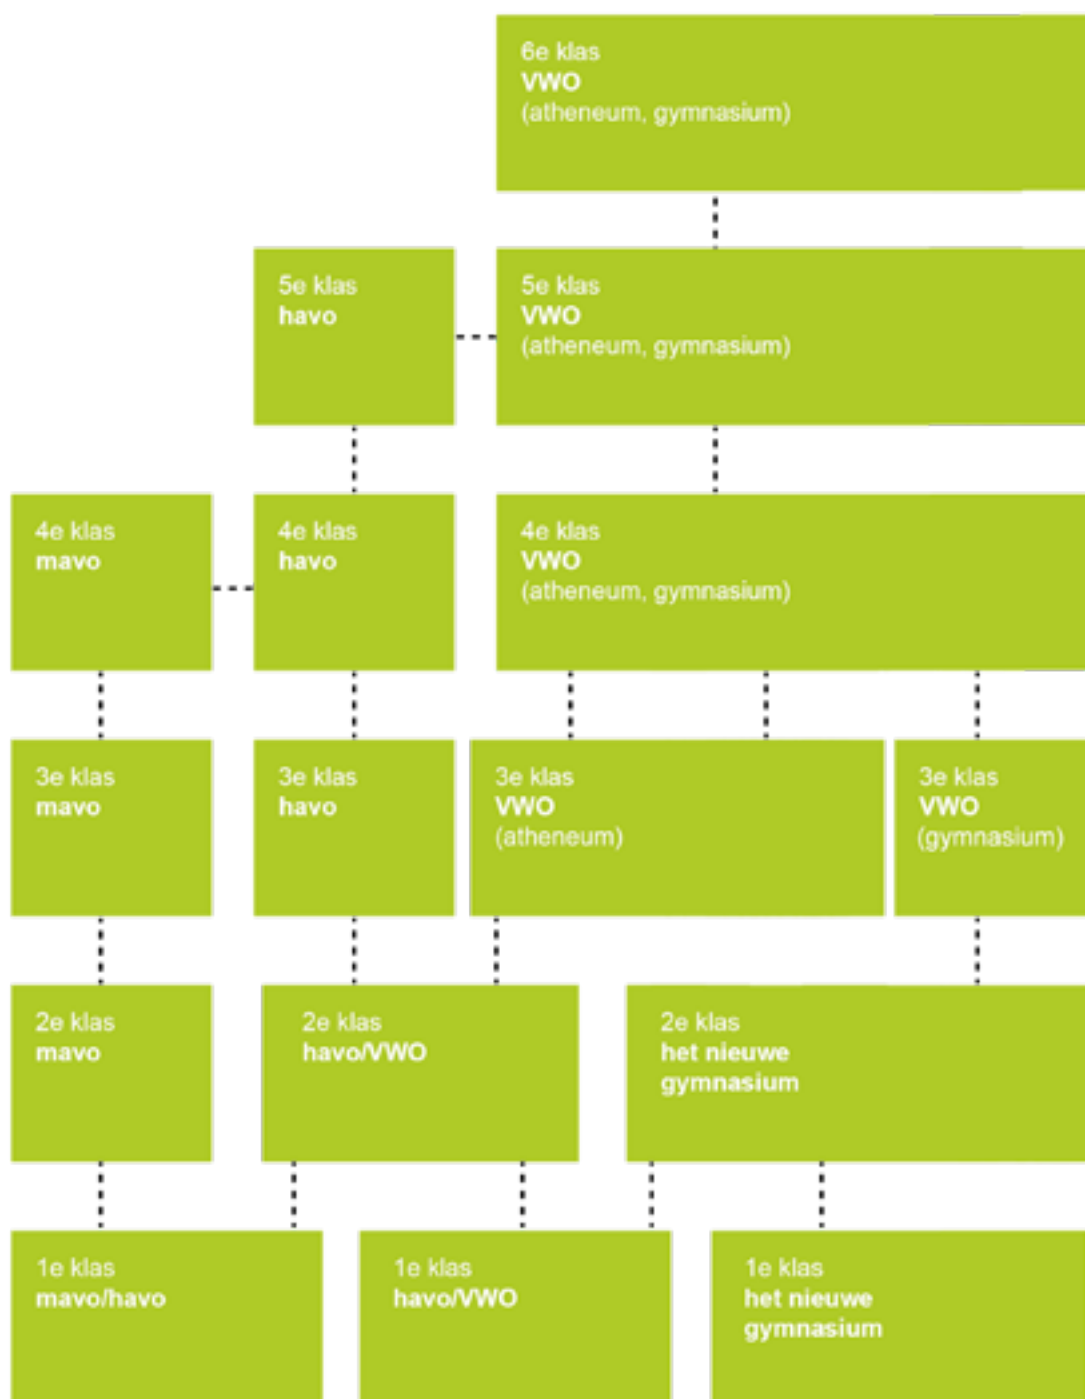 6e klas
VWO
(atheneum, gymnasium)
5e klas
havo
5e klas
VWO
(atheneum, gymnasium)
4e klas
mavo
4e klas
havo
4e klas
VWO
(atheneum, gymnasium)
3e klas
mavo
3e klas
havo
3e klas
VWO
(atheneum)
3e klas
VWO
(gymnasium)
2e klas
mavo
2e klas
havo/VWO
2e klas
het nieuwe
gymnasium
1e klas
mavo/havo
1e klas
havo/VWO
1e klas
het nieuwe
gymnasium